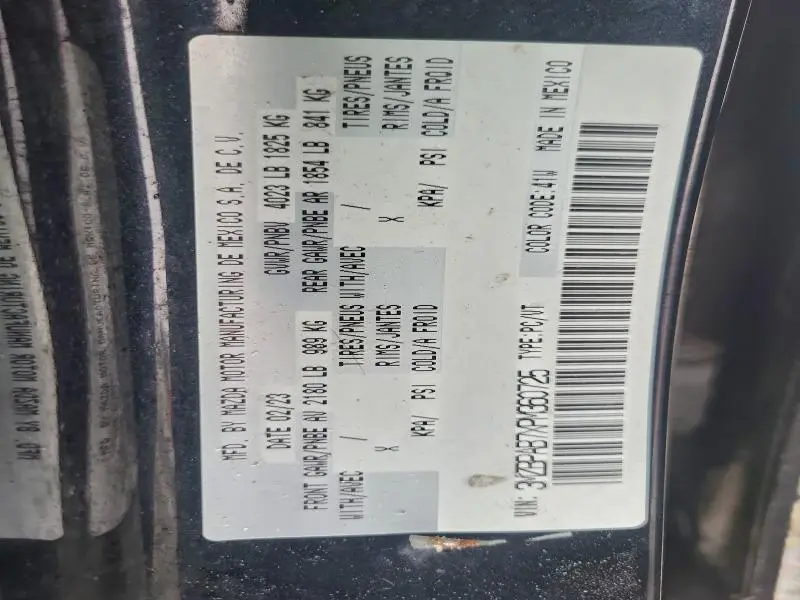 MFD. BY MAZDA MOTOR MANUFACTURING DE MEXICO S.A. DE C.V.
DATE 02/23 GVWR/PNBV 4023 LB 1825 KG
FRONT GAWR/PNBE AV 2180 LB 989 KG REAR GAWR/PNBE AR 1854 LB 841 KG
WITH/AVEC / TIRES/PNEUS WITH/AVEC / TIRES/PNEUS
X RIMS/JANTES X RIMS/JANTES
KPA/ PSI COLD/A FROID KPA/ PSI COLD/A FROID
VIN: 3MZBPAB7XPM360725 TYPE:PC/VT COLOR CODE:41W MADE IN MEXICO